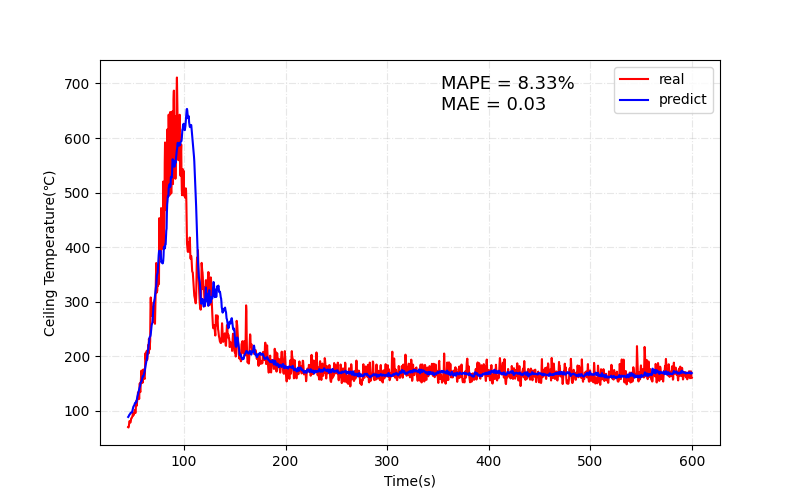 MAPE = 8.33%
MAE = 0.03
real
predict
Ceiling Temperature(℃)
700
600
500
400
300
200
100
100 200 300 400 500 600
Time(s)